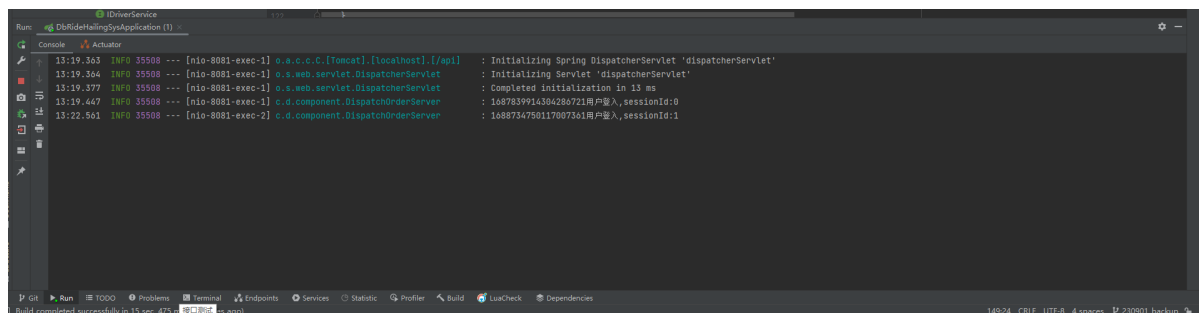 IDriverService
127
Run: DbRideHailingSysApplication (1) ×
Console Actuator
13:19.363 INFO 35508 --- [nio-8081-exec-1] o.a.c.c.C.[Tomcat].[localhost].[/api] : Initializing Spring DispatcherServlet 'dispatcherServlet'
13:19.364 INFO 35508 --- [nio-8081-exec-1] o.s.web.servlet.DispatcherServlet : Initializing Servlet 'dispatcherServlet'
13:19.377 INFO 35508 --- [nio-8081-exec-1] o.s.web.servlet.DispatcherServlet : Completed initialization in 13 ms
13:19.447 INFO 35508 --- [nio-8081-exec-1] c.d.component.DispatchOrderServer : 1687839914304286721用户登入,sessionId:0
13:22.561 INFO 35508 --- [nio-8081-exec-2] c.d.component.DispatchOrderServer : 1688734750117007361用户登入,sessionId:1
Git Run TODO Problems Terminal Endpoints Services Statistic Profiler Build LuaCheck Dependencies
Build completed successfully in 15 sec, 475 m 接口测试 es ago) 149:24 CRLF UTF-8 4 spaces 230901_backup